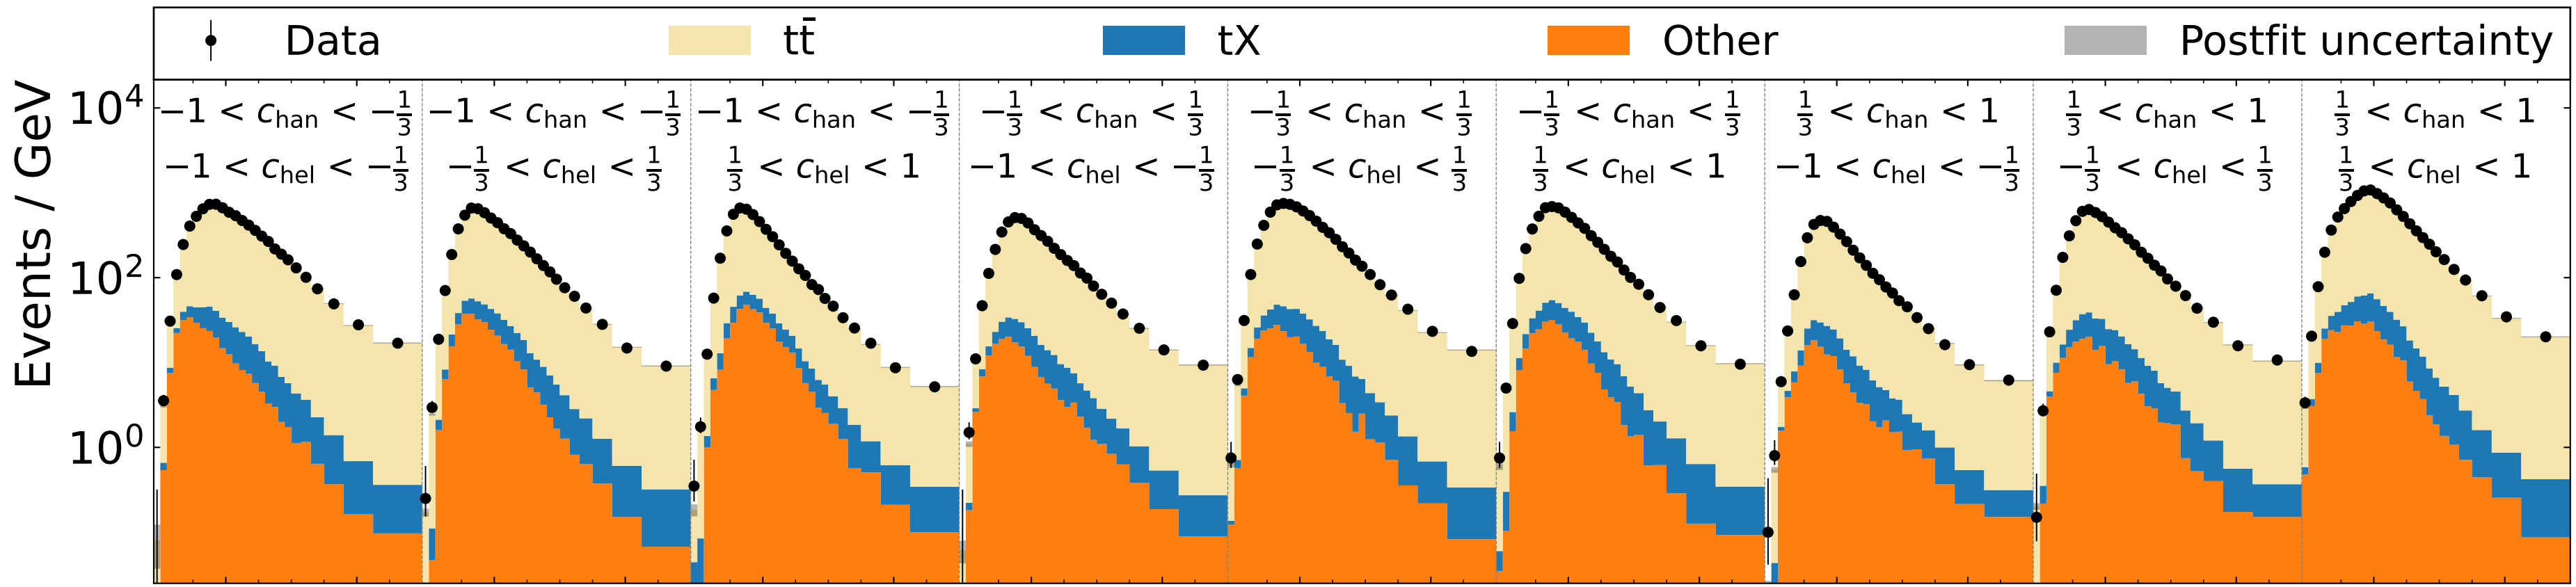 Data tt̄ tX Other Postfit uncertainty
Events / GeV
10⁴
10²
10⁰
−1 < c_han < −1/3 −1 < c_han < −1/3 −1 < c_han < −1/3 −1/3 < c_han < 1/3 −1/3 < c_han < 1/3 −1/3 < c_han < 1/3 1/3 < c_han < 1 1/3 < c_han < 1 1/3 < c_han < 1
−1 < c_hel < −1/3 −1/3 < c_hel < 1/3 1/3 < c_hel < 1 −1 < c_hel < −1/3 −1/3 < c_hel < 1/3 1/3 < c_hel < 1 −1 < c_hel < −1/3 −1/3 < c_hel < 1/3 1/3 < c_hel < 1